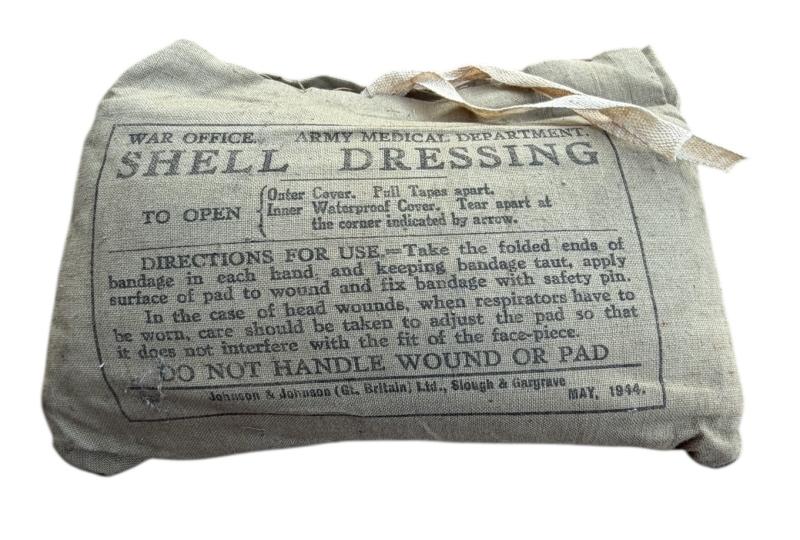 WAR OFFICE. ARMY MEDICAL DEPARTMENT.
SHELL DRESSING
TO OPEN
Outer Cover. Pull Tapes apart.
Inner Waterproof Cover. Tear apart at
the corner indicated by arrow.
DIRECTIONS FOR USE.—Take the folded ends of
bandage in each hand, and keeping bandage taut, apply
surface of pad to wound and fix bandage with safety pin.
In the case of head wounds, when respirators have to
be worn, care should be taken to adjust the pad so that
it does not interfere with the fit of the face-piece.
DO NOT HANDLE WOUND OR PAD
Johnson & Johnson (Gt. Britain) Ltd., Slough & Gargrave
MAY, 1944.